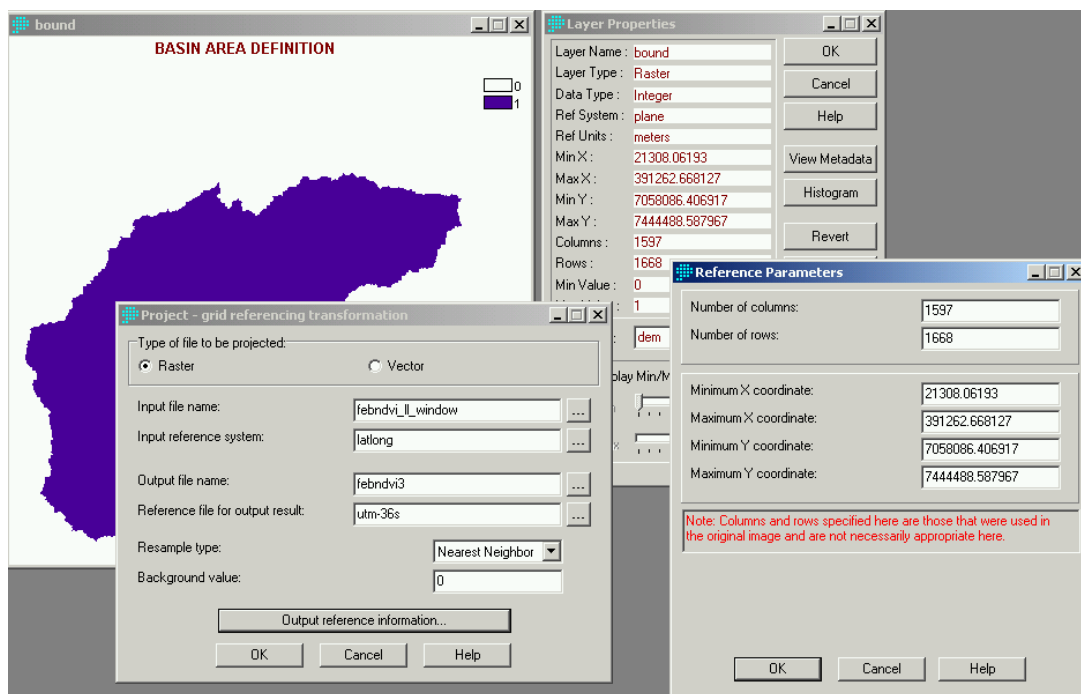 bound
BASIN AREA DEFINITION
0
1
Layer Properties
Layer Name : bound
Layer Type : Raster
Data Type : Integer
Ref System : plane
Ref Units : meters
Min X : 21308.06193
Max X : 391262.668127
Min Y : 7058086.406917
Max Y : 7444488.587967
Columns : 1597
Rows : 1668
Min Value : 0
1
: dem
play Min/M
OK
Cancel
Help
View Metadata
Histogram
Revert
Project - grid referencing transformation
Type of file to be projected:
Raster Vector
Input file name: febndvi_ll_window ...
Input reference system: latlong ...
Output file name: febndvi3 ...
Reference file for output result: utm-36s ...
Resample type: Nearest Neighbor
Background value: 0
Output reference information...
OK Cancel Help
Reference Parameters
Number of columns: 1597
Number of rows: 1668
Minimum X coordinate: 21308.06193
Maximum X coordinate: 391262.668127
Minimum Y coordinate: 7058086.406917
Maximum Y coordinate: 7444488.587967
Note: Columns and rows specified here are those that were used in
the original image and are not necessarily appropriate here.
OK Cancel Help